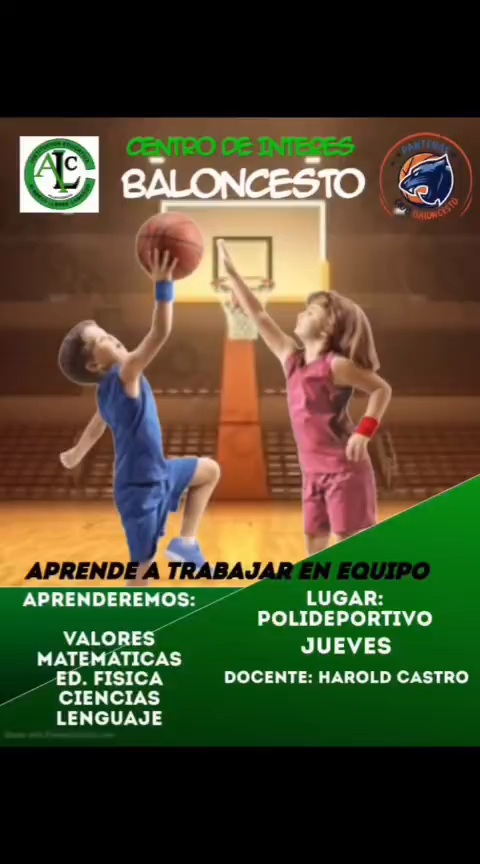 CENTRO DE INTERES
BALONCESTO
ALC
PANTERAS
BALONCESTO
APRENDE A TRABAJAR EN EQUIPO
APRENDEREMOS:
VALORES
MATEMATICAS
ED. FISICA
CIENCIAS
LENGUAJE
LUGAR:
POLIDEPORTIVO
JUEVES
DOCENTE: HAROLD CASTRO